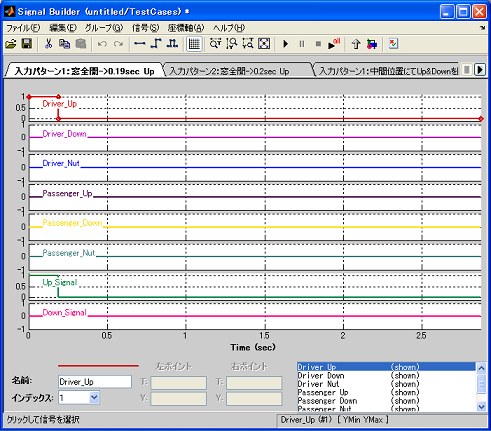 Signal Builder (untitled/TestCases) *
ファイル(F) 編集(E) グループ(G) 信号(S) 座標軸(A) ヘルプ(H)
all
入力パターン1：窓全開->0.19sec Up 入力パターン2：窓全開->0.2sec Up 入力パターン1：中間位置にてUp&Downを
1
0.5
0
Driver_Up
1
0
-1
Driver_Down
1
0
-1
Driver_Nut
1
0
-1
Passenger_Up
1
0
-1
Passenger_Down
1
0
-1
Passenger_Nut
1
0.5
0
Up_Signal
1
0
-1
Down_Signal
0 0.5 1 1.5 2 2.5
Time (sec)
左ポイント 右ポイント
名前: Driver_Up T: T:
インデックス: 1 Y: Y:
Driver Up (shown)
Driver Down (shown)
Driver Nut (shown)
Passenger Up (shown)
Passenger Down (shown)
Passenger Nut (shown)
クリックして信号を選択 Driver_Up (#1) [ YMin YMax ]